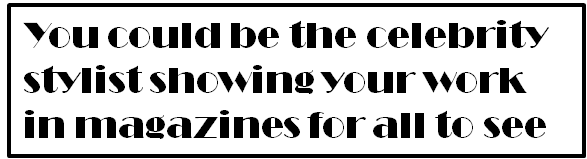 You could be the celebrity
stylist showing your work
in magazines for all to see